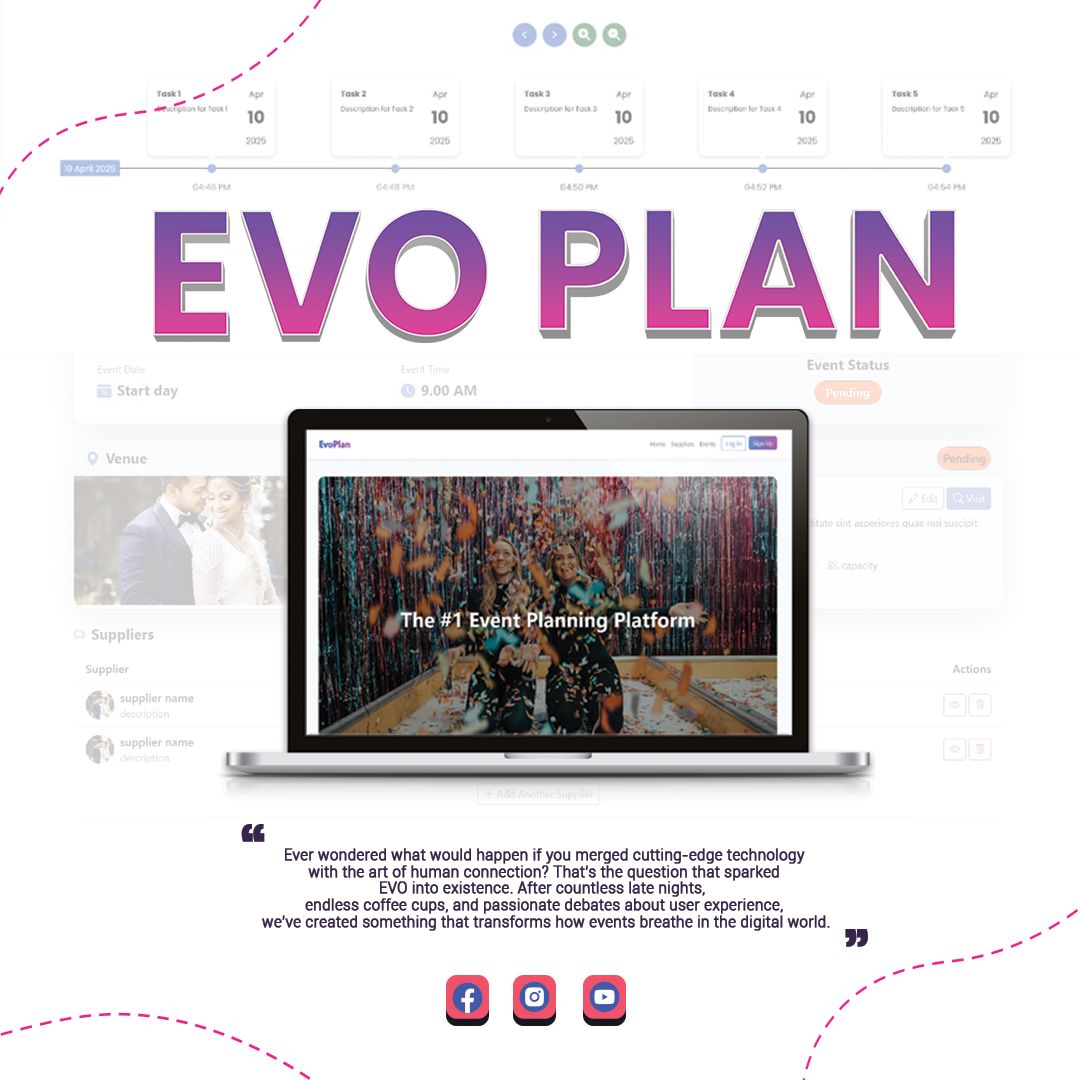 Task 1 Apr
Description for Task 1 10
2025
Task 2 Apr
Description for Task 2 10
2025
Task 3 Apr
Description for Task 3 10
2025
Task 4 Apr
Description for Task 4 10
2025
Task 5 Apr
Description for Task 5 10
2025
10 April 2025
04:46 PM
04:48 PM
04:50 PM
04:52 PM
04:54 PM
EVO PLAN
Event Date
Start day
Event Time
9.00 AM
Event Status
Pending
Venue
Pending
Edit
Visit
ditate sint asperiores quae nisi suscipit
capacity
EvoPlan
Home Supplies Events Log In Sign Up
The #1 Event Planning Platform
Suppliers
Supplier
Actions
supplier name
description
supplier name
description
+ Add Another Supplier
“
Ever wondered what would happen if you merged cutting-edge technology
with the art of human connection? That's the question that sparked
EVO into existence. After countless late nights,
endless coffee cups, and passionate debates about user experience,
we've created something that transforms how events breathe in the digital world.
”